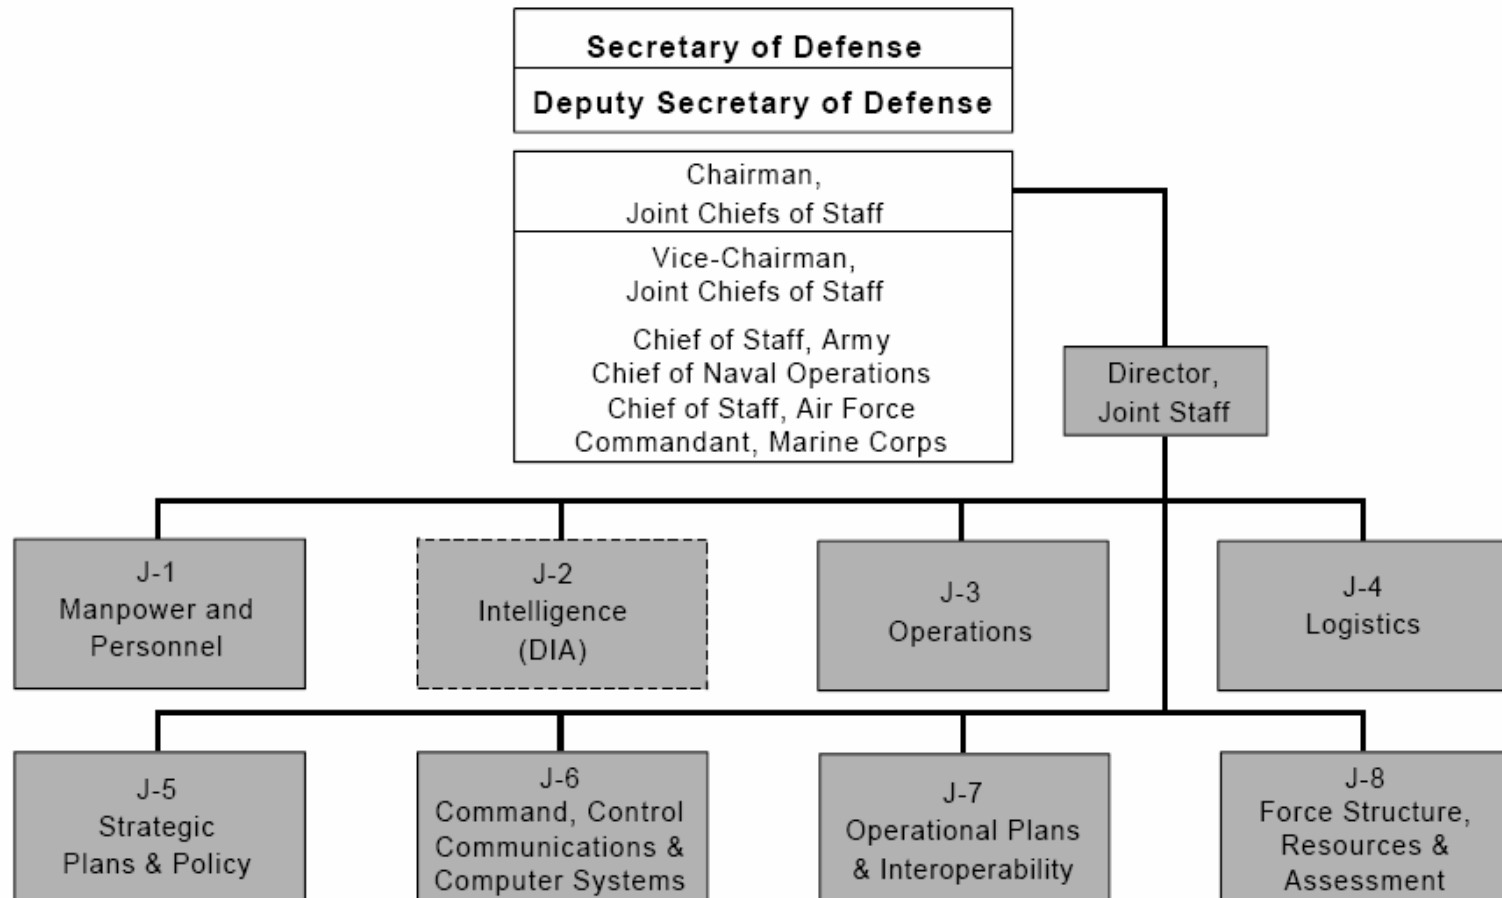 Secretary of Defense
Deputy Secretary of Defense
Chairman,
Joint Chiefs of Staff
Vice-Chairman,
Joint Chiefs of Staff
Chief of Staff, Army
Chief of Naval Operations
Chief of Staff, Air Force
Commandant, Marine Corps
Director,
Joint Staff
J-1
Manpower and
Personnel
J-2
Intelligence
(DIA)
J-3
Operations
J-4
Logistics
J-5
Strategic
Plans & Policy
J-6
Command, Control
Communications &
Computer Systems
J-7
Operational Plans
& Interoperability
J-8
Force Structure,
Resources &
Assessment